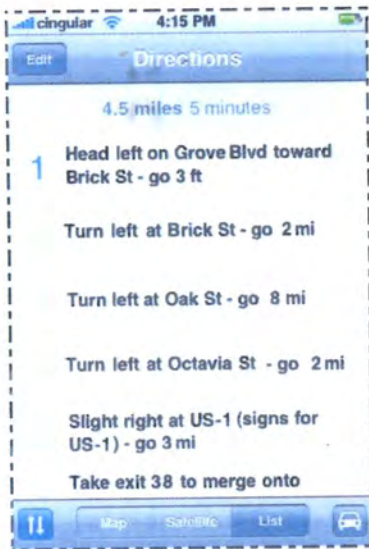 cingular 4:15 PM
Edit Directions
4.5 miles 5 minutes
1 Head left on Grove Blvd toward
Brick St - go 3 ft
Turn left at Brick St - go 2 mi
Turn left at Oak St - go 8 mi
Turn left at Octavia St - go 2 mi
Slight right at US-1 (signs for
US-1) - go 3 mi
Take exit 38 to merge onto
Map Satellite List